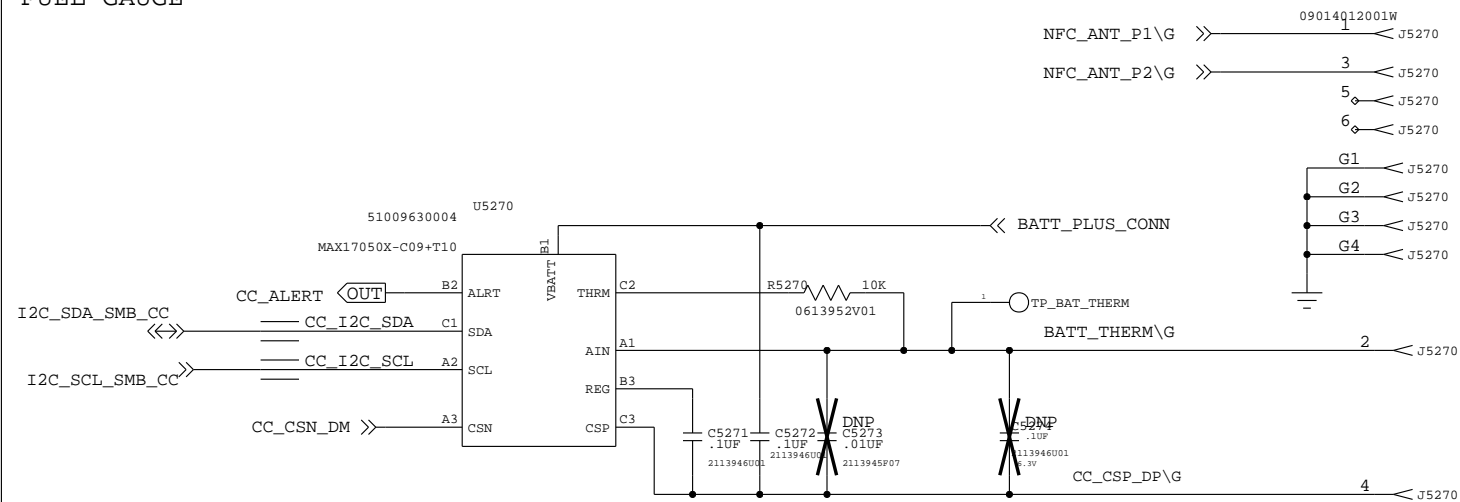 FUEL GAUGE
09014012001W
NFC_ANT_P1\G 1 J5270
NFC_ANT_P2\G 3 J5270
5 J5270
6 J5270
G1 J5270
G2 J5270
G3 J5270
G4 J5270
51009630004 U5270
MAX17050X-C09+T10
B1
VBATT
BATT_PLUS_CONN
CC_ALERT OUT B2 ALRT
THRM C2 R5270 10K
0613952V01
1 TP_BAT_THERM
I2C_SDA_SMB_CC CC_I2C_SDA C1 SDA
BATT_THERM\G
AIN A1 2 J5270
I2C_SCL_SMB_CC CC_I2C_SCL A2 SCL
REG B3
CC_CSN_DM A3 CSN
CSP C3
C5271
.1UF
2113946U01
C5272
.1UF
2113946U01
DNP
C5273
.01UF
2113945F07
DNP
C5274
.1UF
2113946U01
6.3V
CC_CSP_DP\G 4 J5270